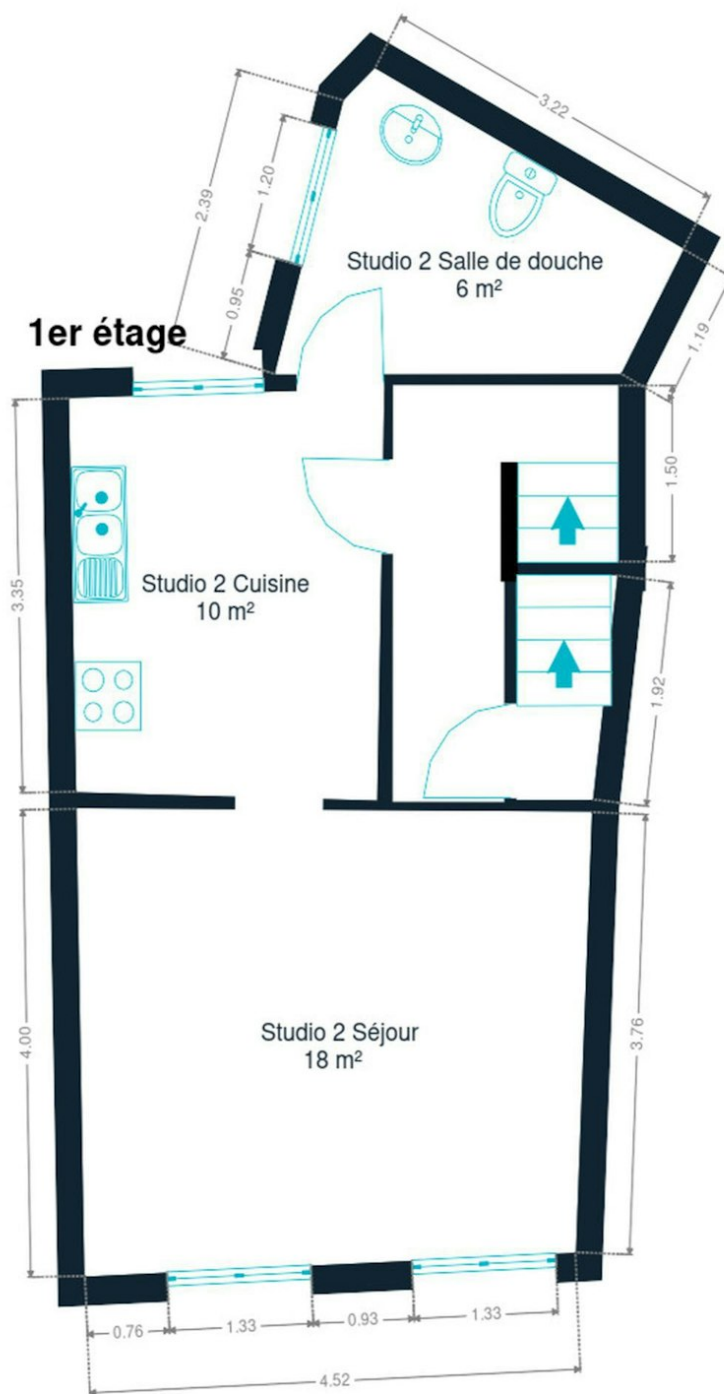 3.22
2.39
1.20
0.95
Studio 2 Salle de douche
6 m²
1.19
1er étage
1.50
3.35
Studio 2 Cuisine
10 m²
1.92
4.00
Studio 2 Séjour
18 m²
3.76
0.76
1.33
0.93
1.33
4.52